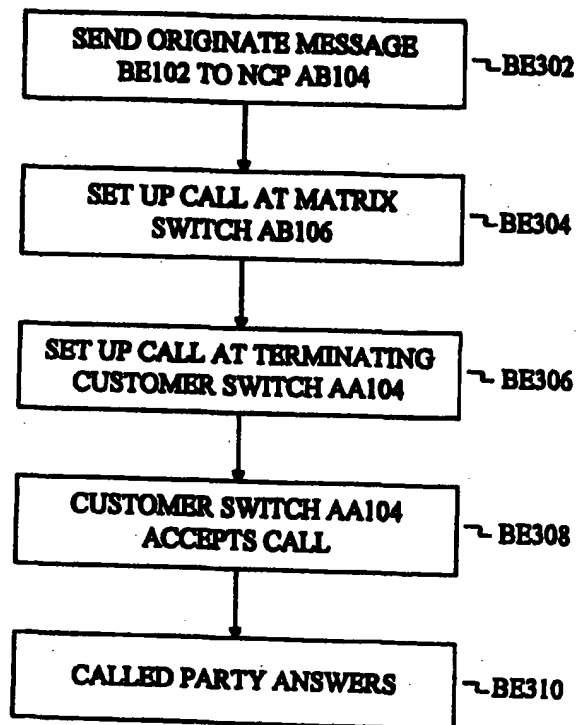 SEND ORIGINATE MESSAGE
BE102 TO NCP AB104
BE302
SET UP CALL AT MATRIX
SWITCH AB106
BE304
SET UP CALL AT TERMINATING
CUSTOMER SWITCH AA104
BE306
CUSTOMER SWITCH AA104
ACCEPTS CALL
BE308
CALLED PARTY ANSWERS
BE310